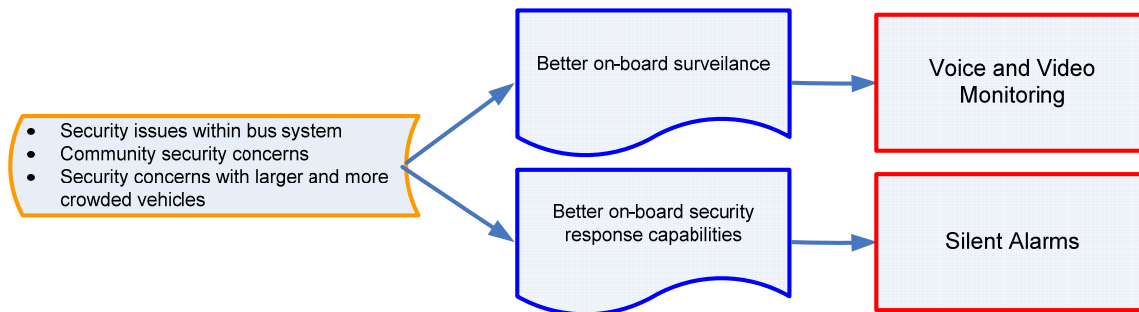 • Security issues within bus system
• Community security concerns
• Security concerns with larger and more
crowded vehicles
Better on-board surveilance
Voice and Video
Monitoring
Better on-board security
response capabilities
Silent Alarms